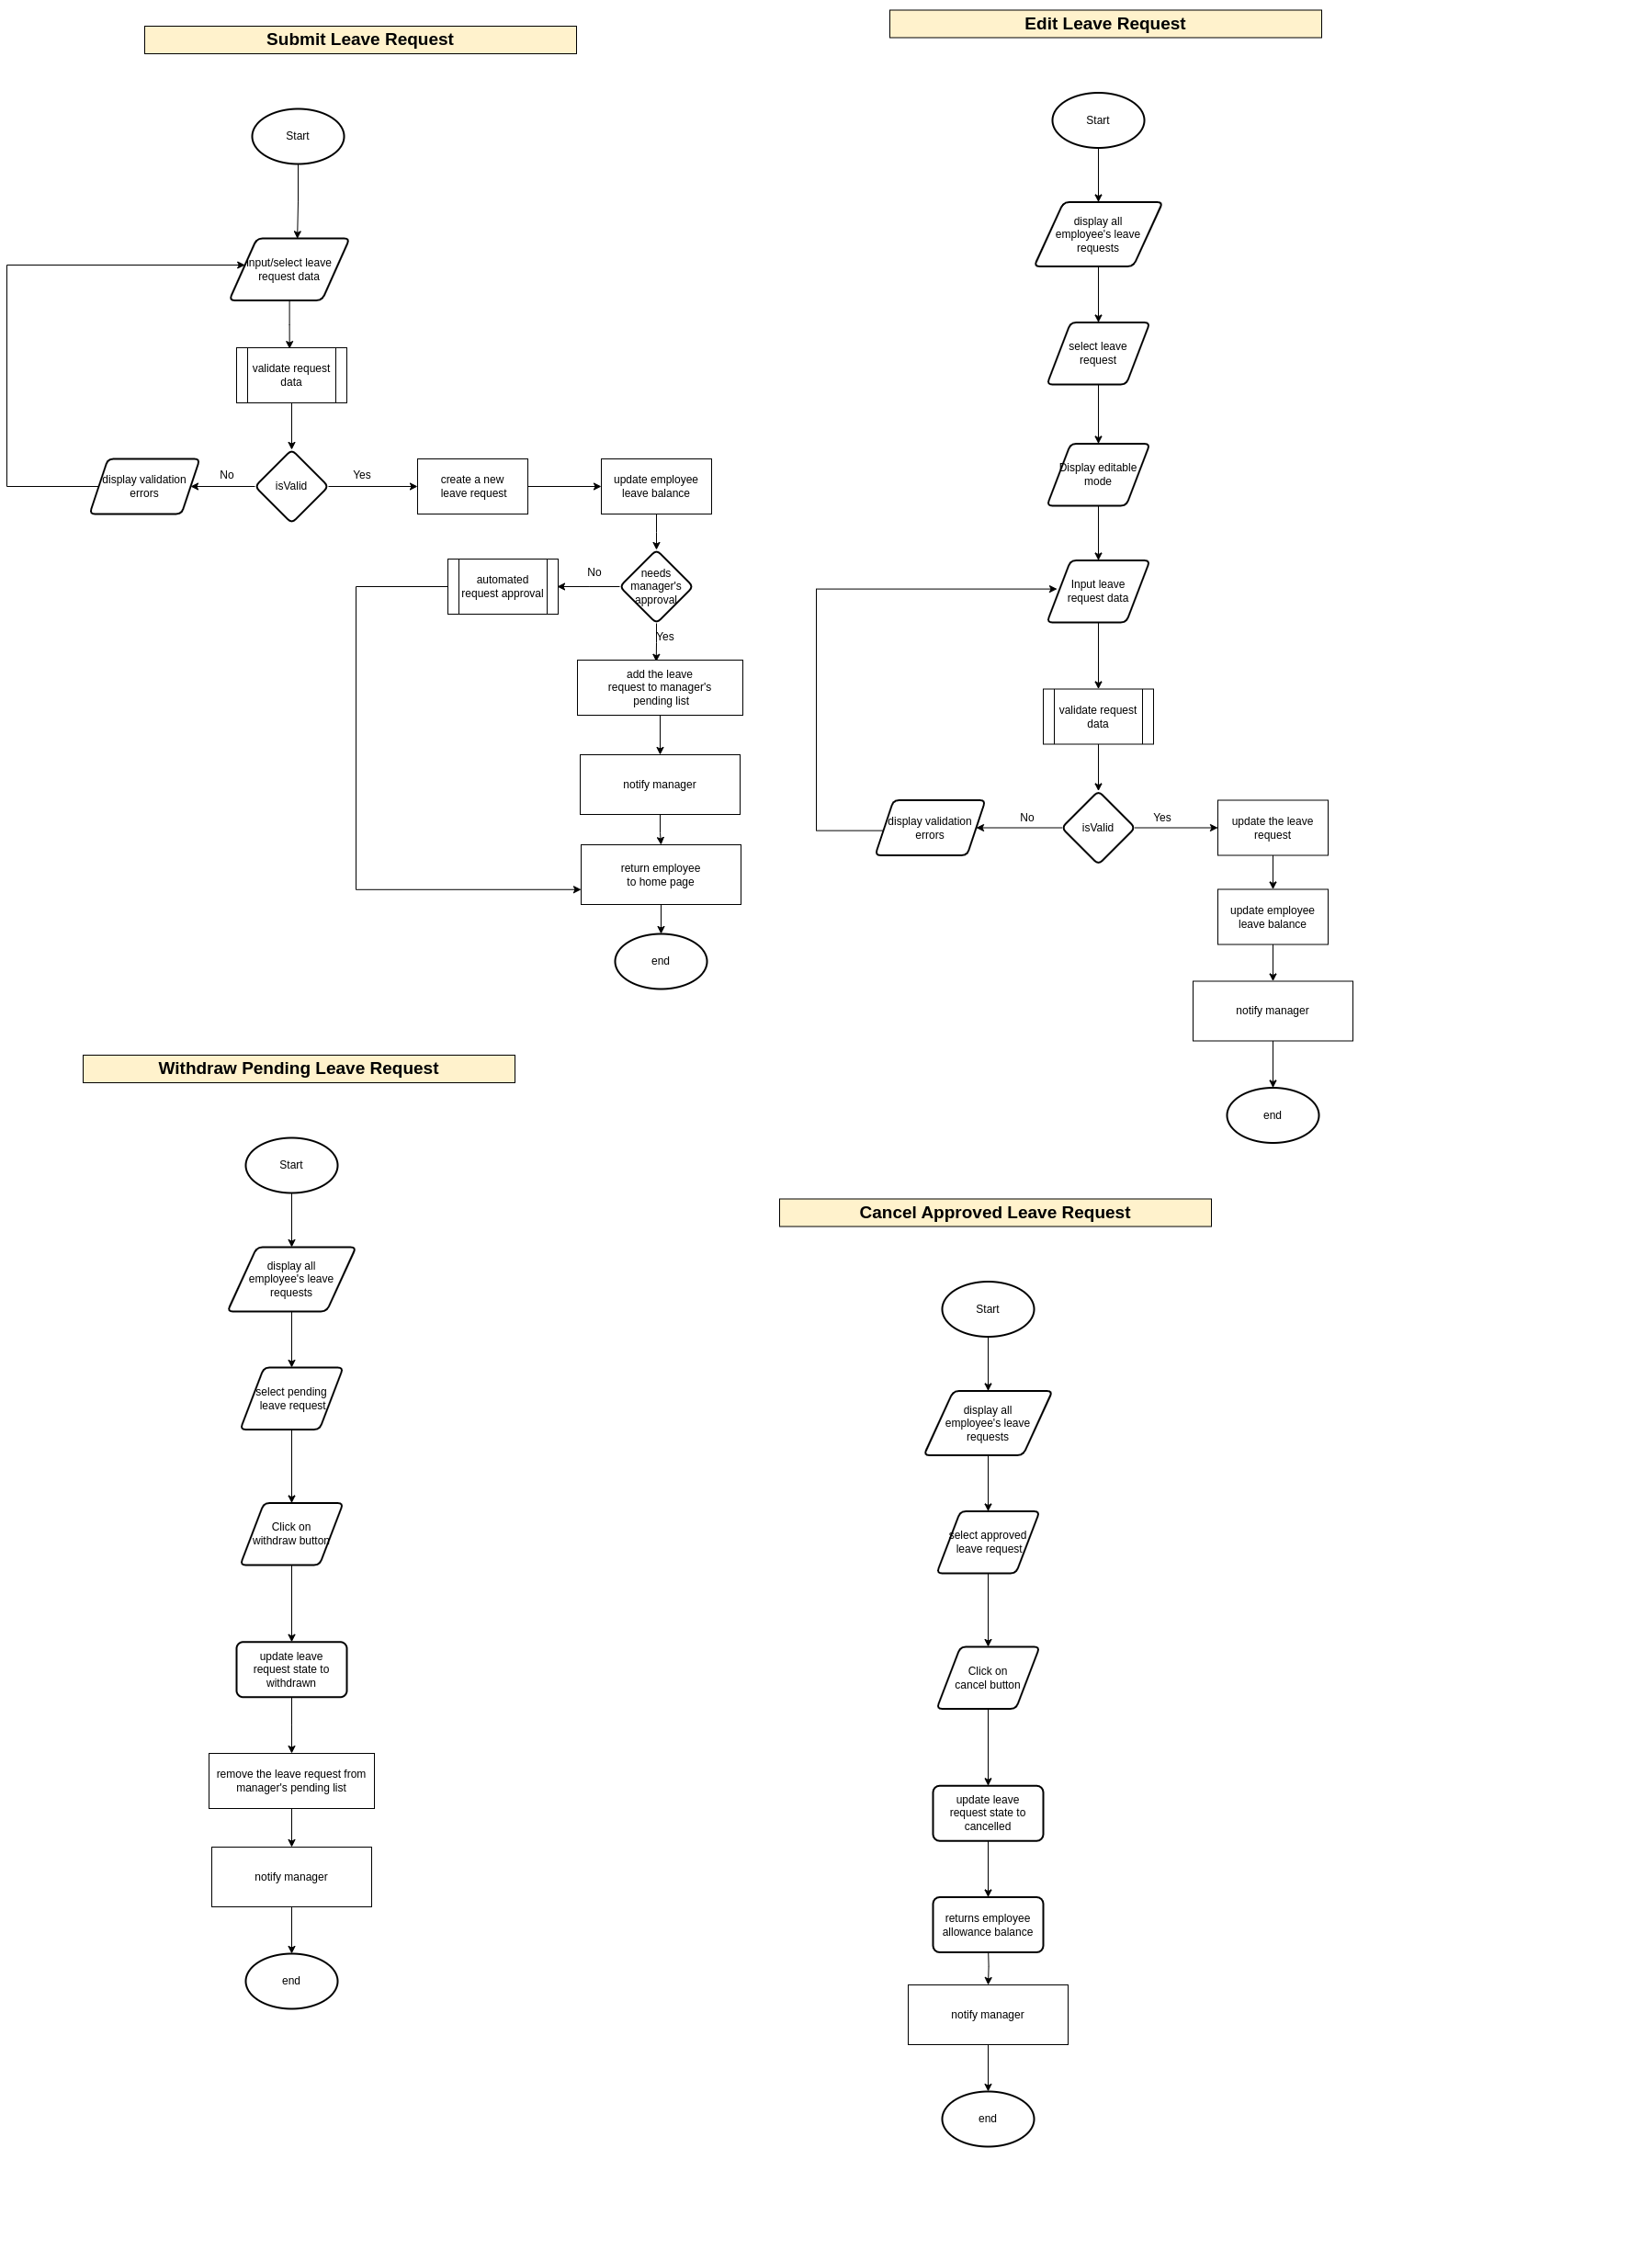 Submit Leave Request
Start
input/select leave
request data
validate request
data
isValid
No
display validation
errors
Yes
create a new
leave request
update employee
leave balance
needs
manager's
approval
No
automated
request approval
Yes
add the leave
request to manager's
pending list
notify manager
return employee
to home page
end
Edit Leave Request
Start
display all
employee's leave
requests
select leave
request
Display editable
mode
Input leave
request data
validate request
data
isValid
No
display validation
errors
Yes
update the leave
request
update employee
leave balance
notify manager
end
Withdraw Pending Leave Request
Start
display all
employee's leave
requests
select pending
leave request
Click on
withdraw button
update leave
request state to
withdrawn
remove the leave request from
manager's pending list
notify manager
end
Cancel Approved Leave Request
Start
display all
employee's leave
requests
select approved
leave request
Click on
cancel button
update leave
request state to
cancelled
returns employee
allowance balance
notify manager
end